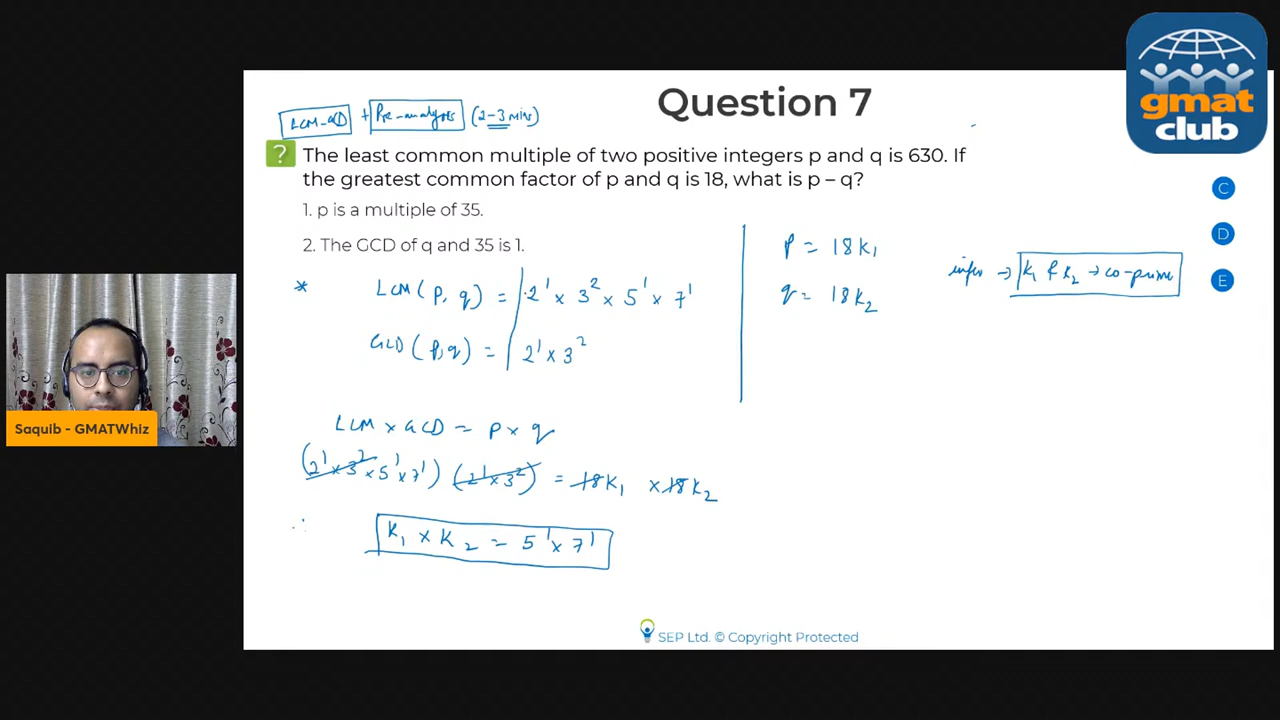 Question 7
gmat club
LCM-GCD + Pre-analysis (2-3 mins)
? The least common multiple of two positive integers p and q is 630. If
the greatest common factor of p and q is 18, what is p – q?
1. p is a multiple of 35.
2. The GCD of q and 35 is 1.
C
D
E
* LCM(p, q) = 2¹ × 3² × 5¹ × 7¹
GCD(p,q) = 2¹ × 3²
LCM × GCD = p × q
(2¹ × 3² × 5¹ × 7¹) (2¹ × 3²) = 18k₁ × 18k₂
∴ k₁ × k₂ = 5¹ × 7¹
p = 18k₁
q = 18k₂
infer → k₁ & k₂ → co-prime
Saquib - GMATWhiz
SEP Ltd. © Copyright Protected